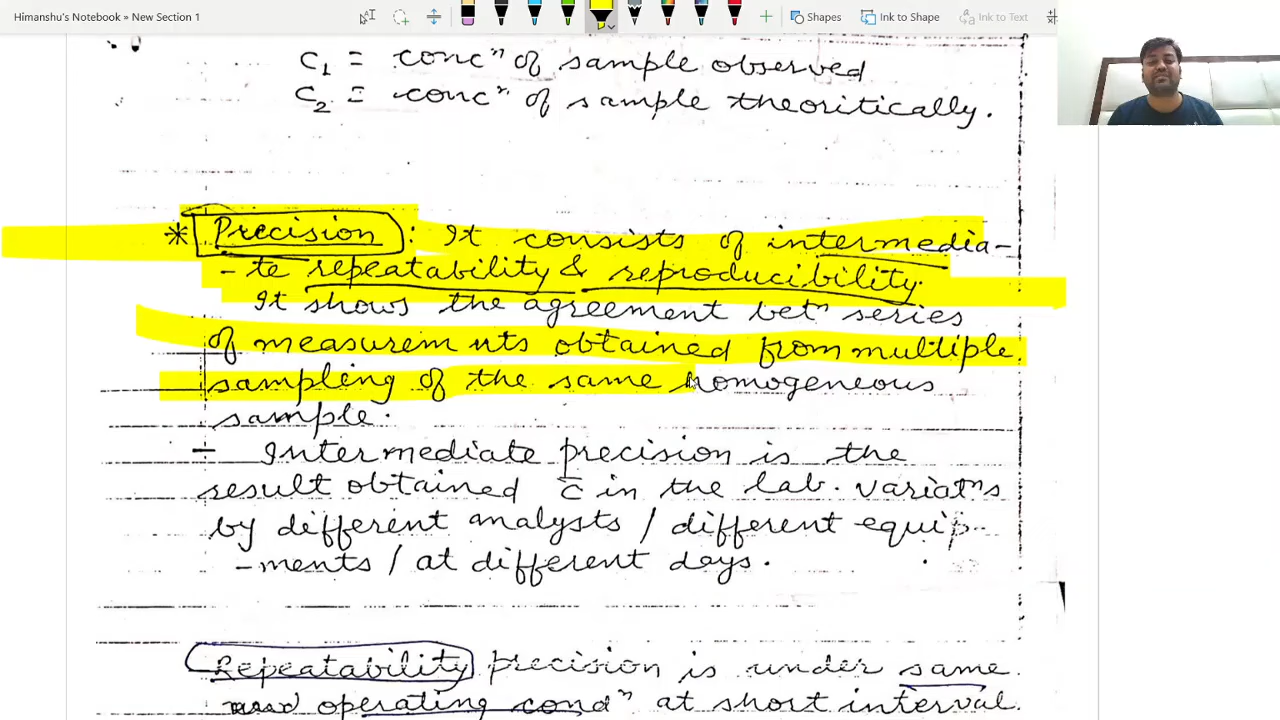 Himanshu's Notebook » New Section 1
Shapes
Ink to Shape
Ink to Text
C₁ = concⁿ of sample observed
C₂ = concⁿ of sample theoritically.
* Precision : It consists of intermedia-
-te repeatability & reproducibility.
It shows the agreement betⁿ series
of measurements obtained from multiple
sampling of the same homogeneous
sample.
- Intermediate precision is the
result obtained c̄ in the lab. variatⁿs
by different analysts / different equip-
-ments / at different days.
Repeatability precision is under same
operating condⁿ at short interval.